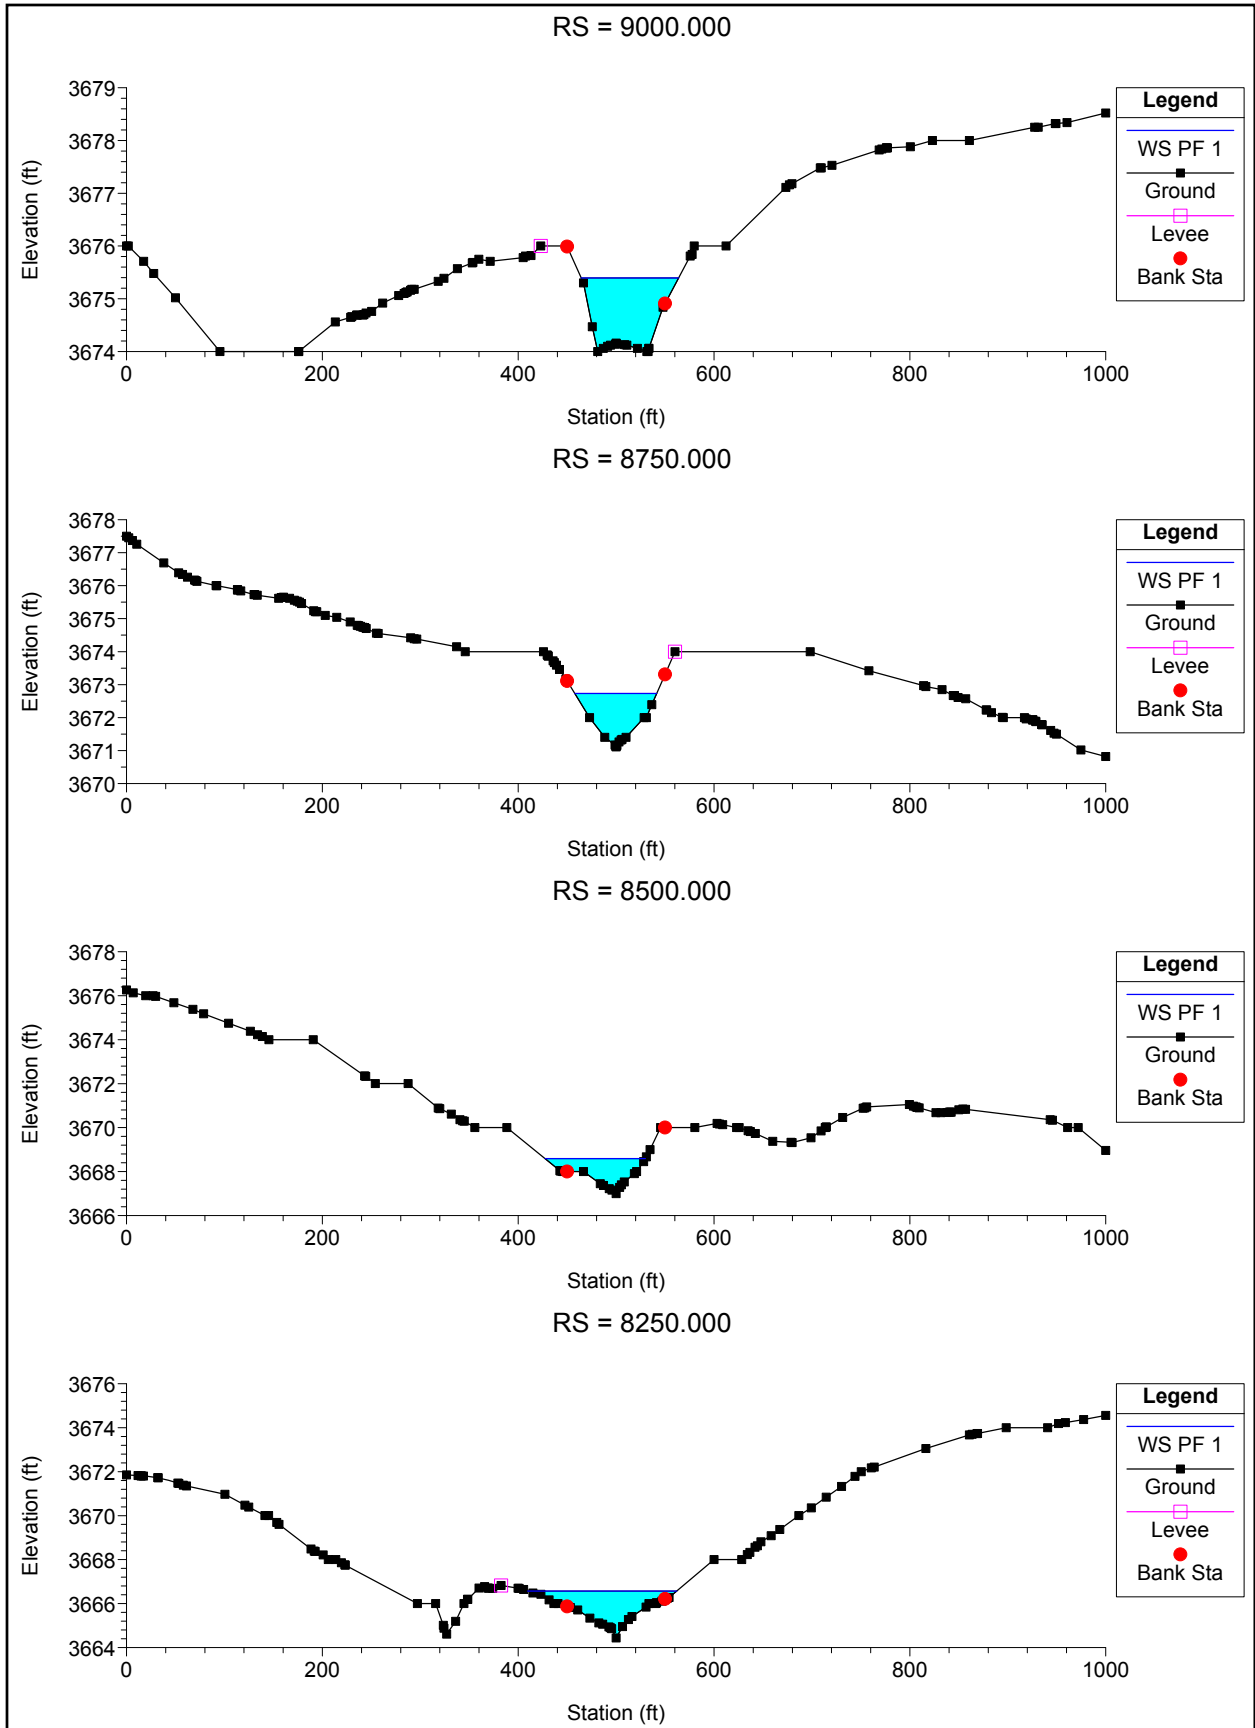 RS = 9000.000
3679
3678
3677
3676
3675
3674
Elevation (ft)
0
200
400
600
800
1000
Station (ft)
Legend
WS PF 1
Ground
Levee
Bank Sta
RS = 8750.000
3678
3677
3676
3675
3674
3673
3672
3671
3670
Elevation (ft)
0
200
400
600
800
1000
Station (ft)
Legend
WS PF 1
Ground
Levee
Bank Sta
RS = 8500.000
3678
3676
3674
3672
3670
3668
3666
Elevation (ft)
0
200
400
600
800
1000
Station (ft)
Legend
WS PF 1
Ground
Bank Sta
RS = 8250.000
3676
3674
3672
3670
3668
3666
3664
Elevation (ft)
0
200
400
600
800
1000
Station (ft)
Legend
WS PF 1
Ground
Levee
Bank Sta